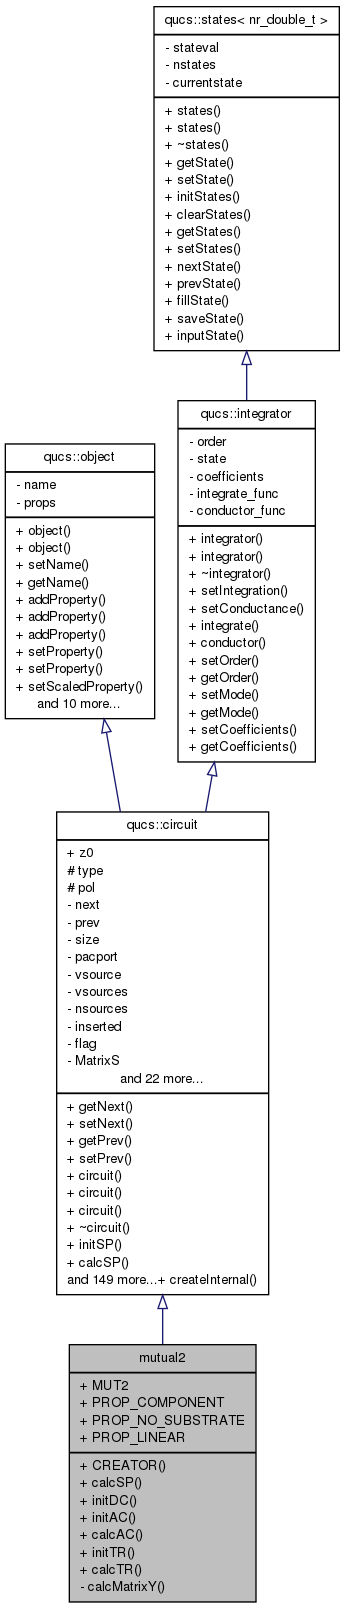 qucs::states< nr_double_t >
- stateval
- nstates
- currentstate
+ states()
+ states()
+ ~states()
+ getState()
+ setState()
+ initStates()
+ clearStates()
+ getStates()
+ setStates()
+ nextState()
+ prevState()
+ fillState()
+ saveState()
+ inputState()
qucs::integrator
- order
- state
- coefficients
- integrate_func
- conductor_func
+ integrator()
+ integrator()
+ ~integrator()
+ setIntegration()
+ setConductance()
+ integrate()
+ conductor()
+ setOrder()
+ getOrder()
+ setMode()
+ getMode()
+ setCoefficients()
+ getCoefficients()
qucs::object
- name
- props
+ object()
+ object()
+ setName()
+ getName()
+ addProperty()
+ addProperty()
+ addProperty()
+ setProperty()
+ setProperty()
+ setScaledProperty()
and 10 more...
qucs::circuit
+ z0
# type
# pol
- next
- prev
- size
- pacport
- vsource
- vsources
- nsources
- inserted
- flag
- MatrixS
and 22 more...
+ getNext()
+ setNext()
+ getPrev()
+ setPrev()
+ circuit()
+ circuit()
+ circuit()
+ ~circuit()
+ initSP()
+ calcSP()
and 149 more...+ createInternal()
mutual2
+ MUT2
+ PROP_COMPONENT
+ PROP_NO_SUBSTRATE
+ PROP_LINEAR
+ CREATOR()
+ calcSP()
+ initDC()
+ initAC()
+ calcAC()
+ initTR()
+ calcTR()
- calcMatrixY()